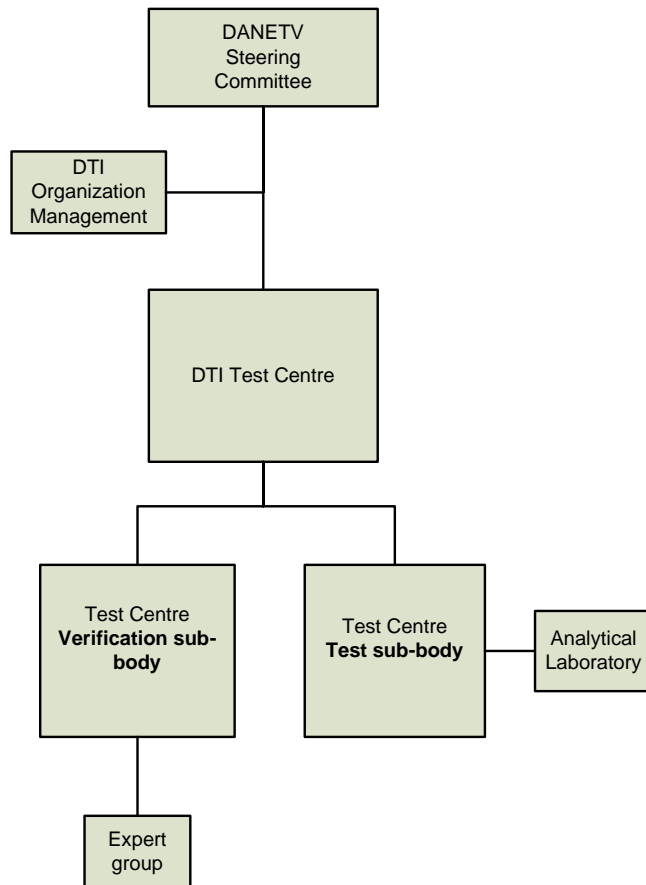 DANETV
Steering
Committee
DTI
Organization
Management
DTI Test Centre
Test Centre
Verification sub-
body
Test Centre
Test sub-body
Analytical
Laboratory
Expert
group